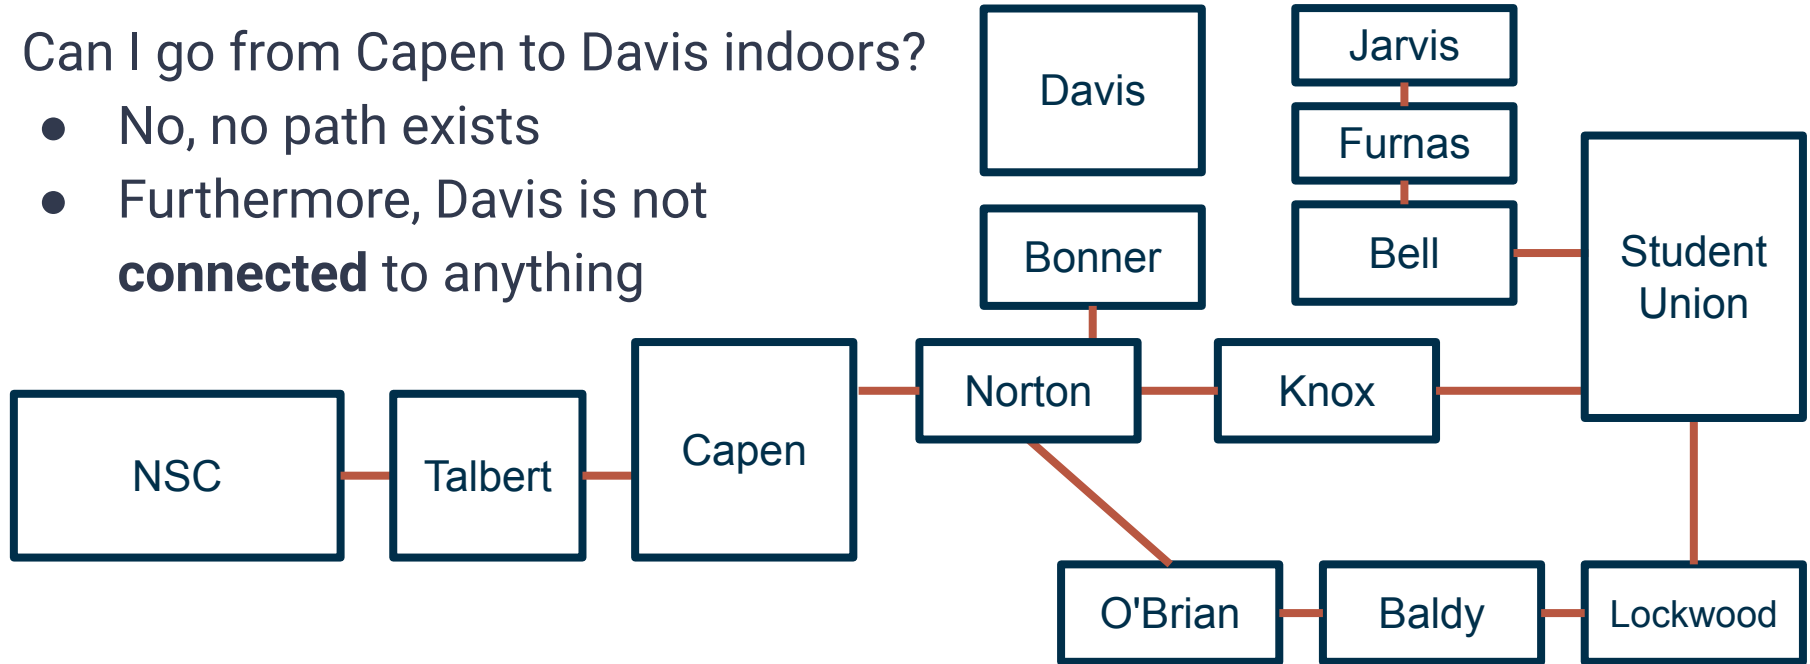 Can I go from Capen to Davis indoors?
● No, no path exists
● Furthermore, Davis is not
connected to anything
Davis
Jarvis
Furnas
Bonner
Bell
Student
Union
Norton
Knox
Capen
NSC
Talbert
O'Brian
Baldy
Lockwood